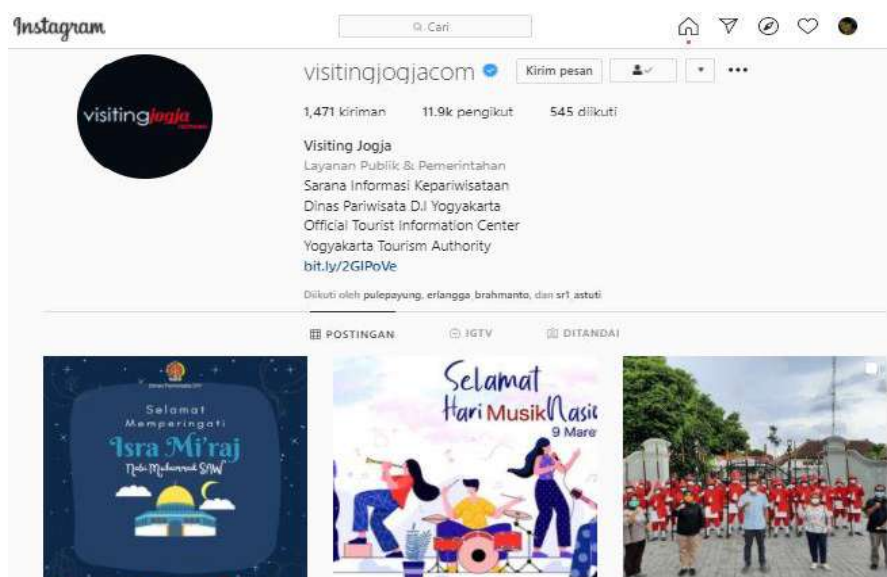 Instagram
Cari
visitingjogjacom
Kirim pesan
visitingjogja
1,471 kiriman 11.9k pengikut 545 diikuti
Visiting Jogja
Layanan Publik & Pemerintahan
Sarana Informasi Kepariwisataan
Dinas Pariwisata D.I Yogyakarta
Official Tourist Information Center
Yogyakarta Tourism Authority
bit.ly/2GIPoVe
Diikuti oleh pulepayung, erlangga_brahmanto, dan sr1_astuti
POSTINGAN IGTV DITANDAI
Selamat
Memperingati
Isra Mi'raj
Nabi Muhammad SAW
Selamat
Hari Musik Nasio
9 Mare